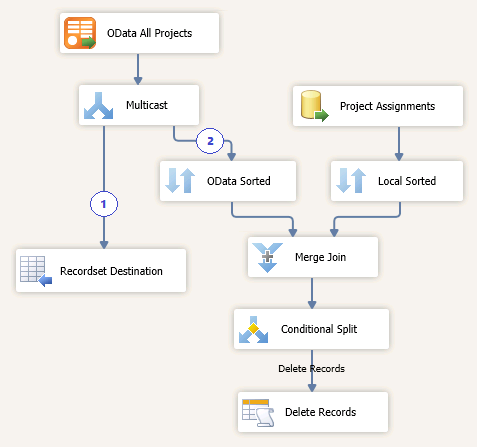 OData All Projects
Multicast
Project Assignments
2
OData Sorted
Local Sorted
1
Merge Join
Recordset Destination
Conditional Split
Delete Records
Delete Records